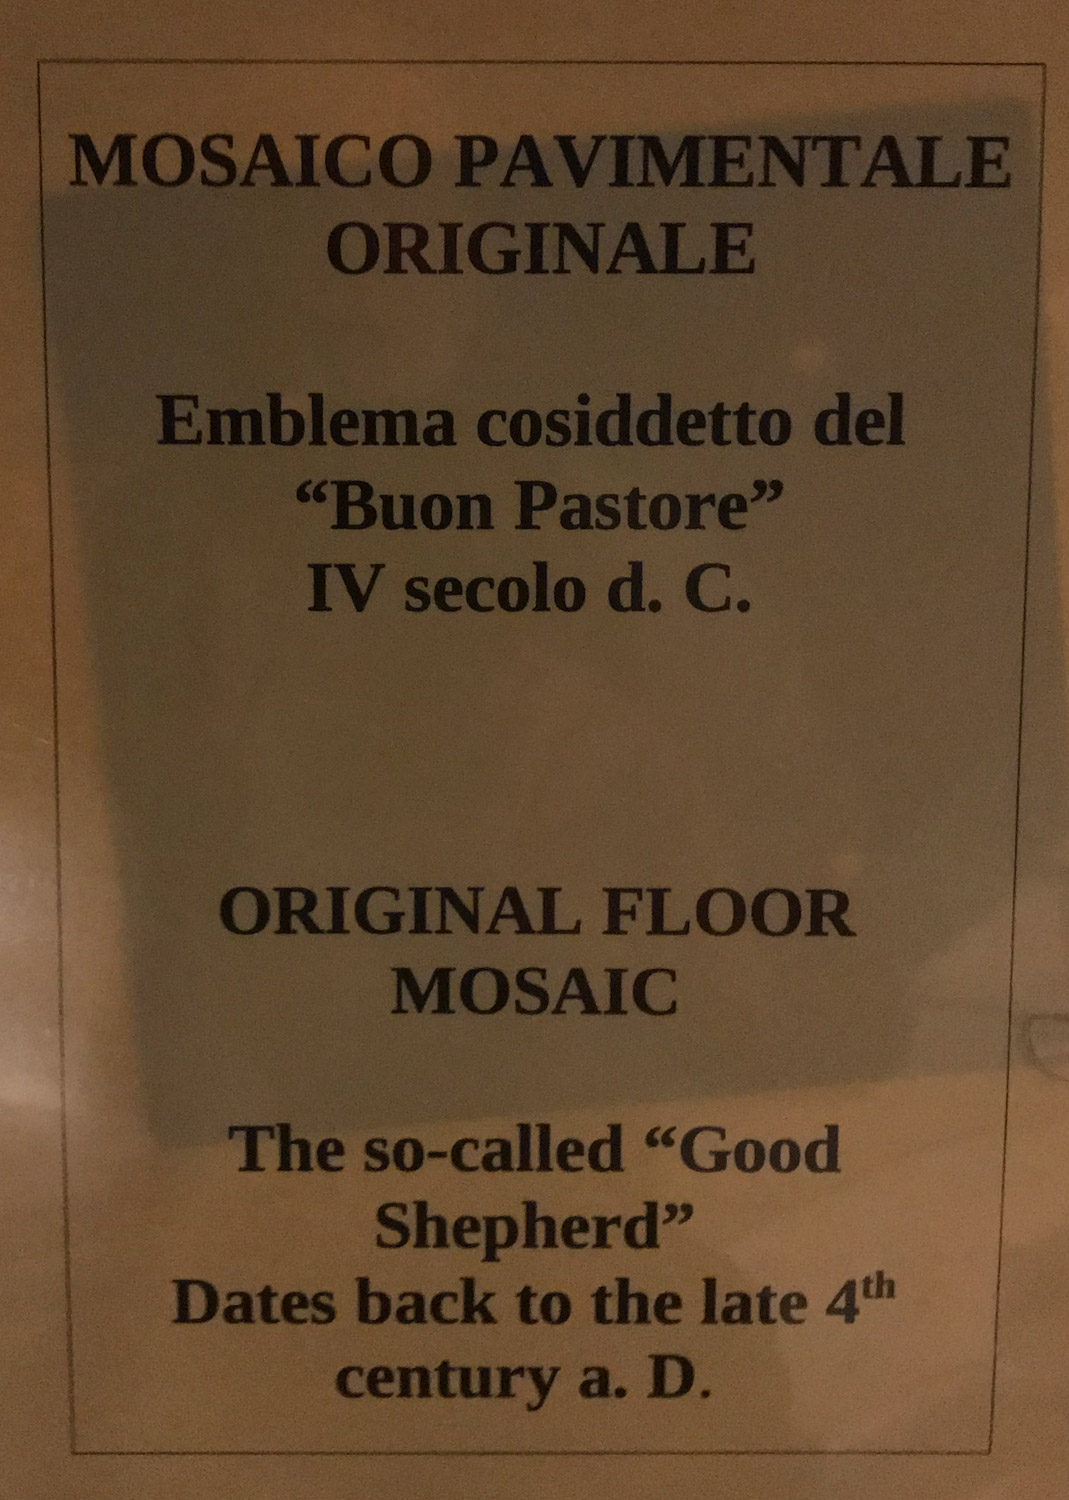 MOSAICO PAVIMENTALE
ORIGINALE
Emblema cosiddetto del
“Buon Pastore”
IV secolo d. C.
ORIGINAL FLOOR
MOSAIC
The so-called “Good
Shepherd”
Dates back to the late 4th
century a. D.